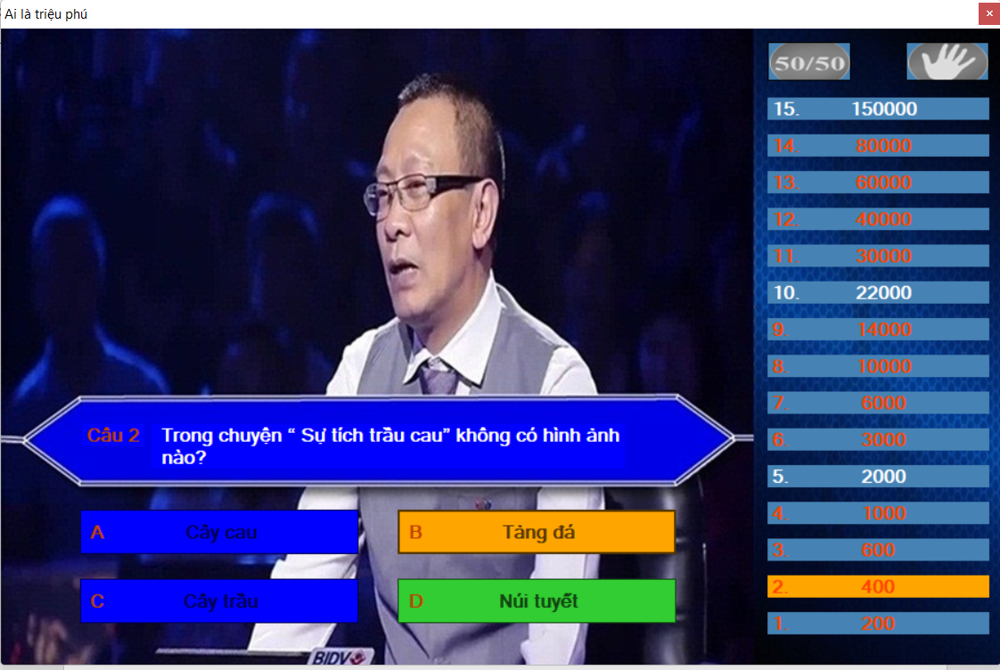 Ai là triệu phú
50/50
15. 150000
14. 80000
13. 60000
12. 40000
11. 30000
10. 22000
9. 14000
8. 10000
7. 6000
6. 3000
5. 2000
4. 1000
3. 600
2. 400
1. 200
Câu 2 Trong chuyện “ Sự tích trầu cau” không có hình ảnh
nào?
A Cây cau
B Tảng đá
C Cây trầu
D Núi tuyết
BIDV